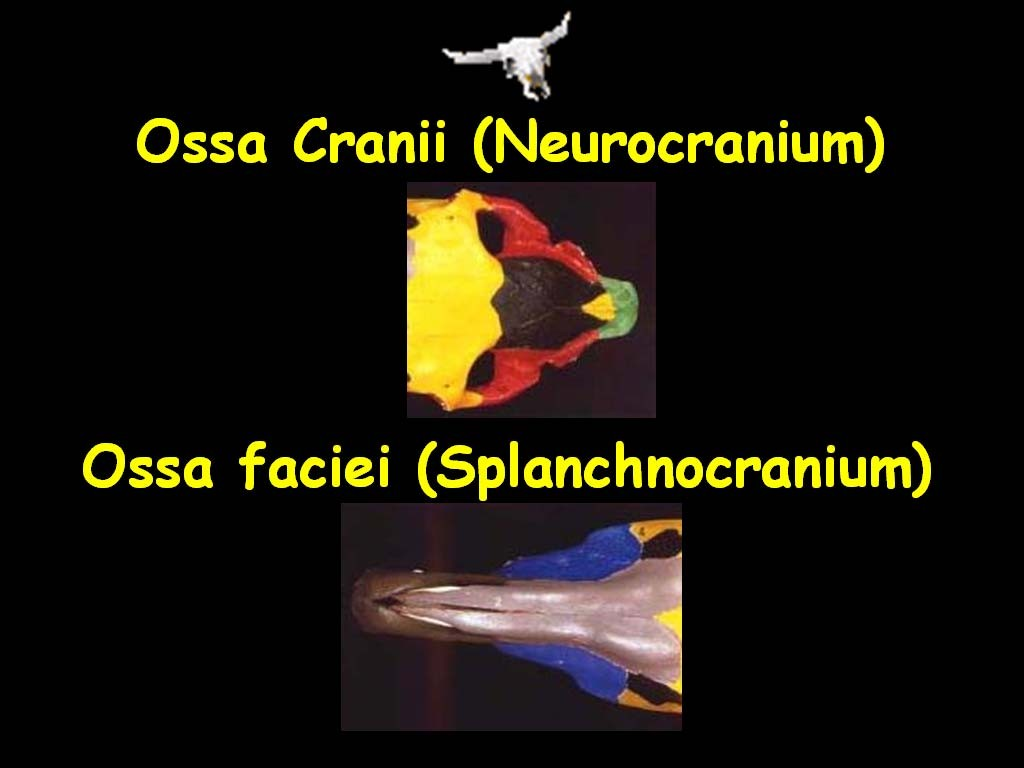 Ossa Cranii (Neurocranium)
Ossa faciei (Splanchnocranium)